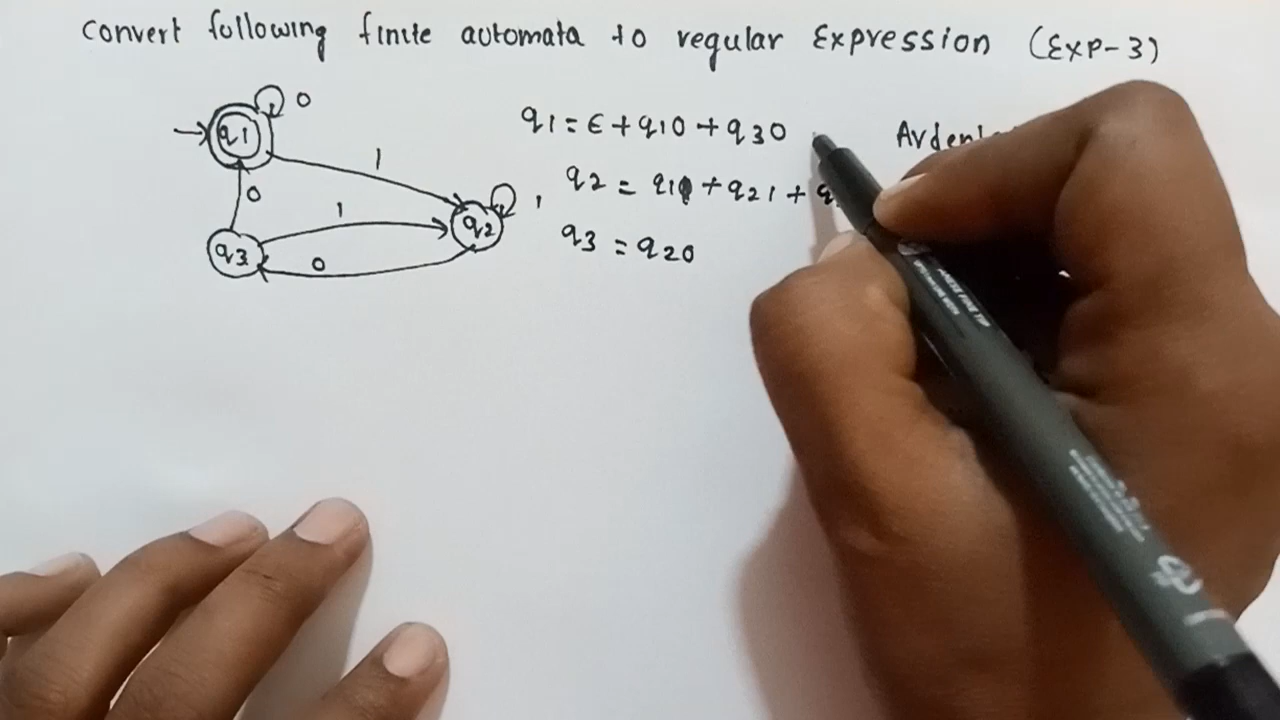 Convert following finite automata to regular Expression (Exp-3)
0
q1
1
q1 = ε + q10 + q30
0
1
q2
1
q2 = q11 + q21 +
q3
0
q3 = q20